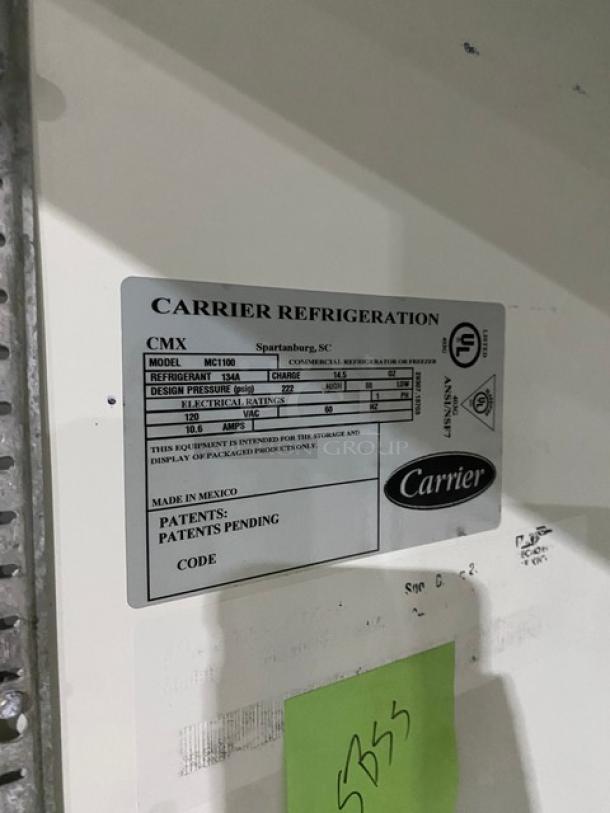 CARRIER REFRIGERATION
CMX Spartanburg, SC
MODEL MC1100 COMMERCIAL REFRIGERATOR OR FREEZER
REFRIGERANT 134A CHARGE 14.5 OZ
DESIGN PRESSURE (psig) 222 HIGH 88 LOW
ELECTRICAL RATINGS 1 PH
120 VAC 60 HZ
10.6 AMPS
THIS EQUIPMENT IS INTENDED FOR THE STORAGE AND
DISPLAY OF PACKAGED PRODUCTS ONLY.
MADE IN MEXICO
PATENTS:
PATENTS PENDING
CODE
UL
LISTED
ANSI/NSF7
UL
Carrier
GROUP